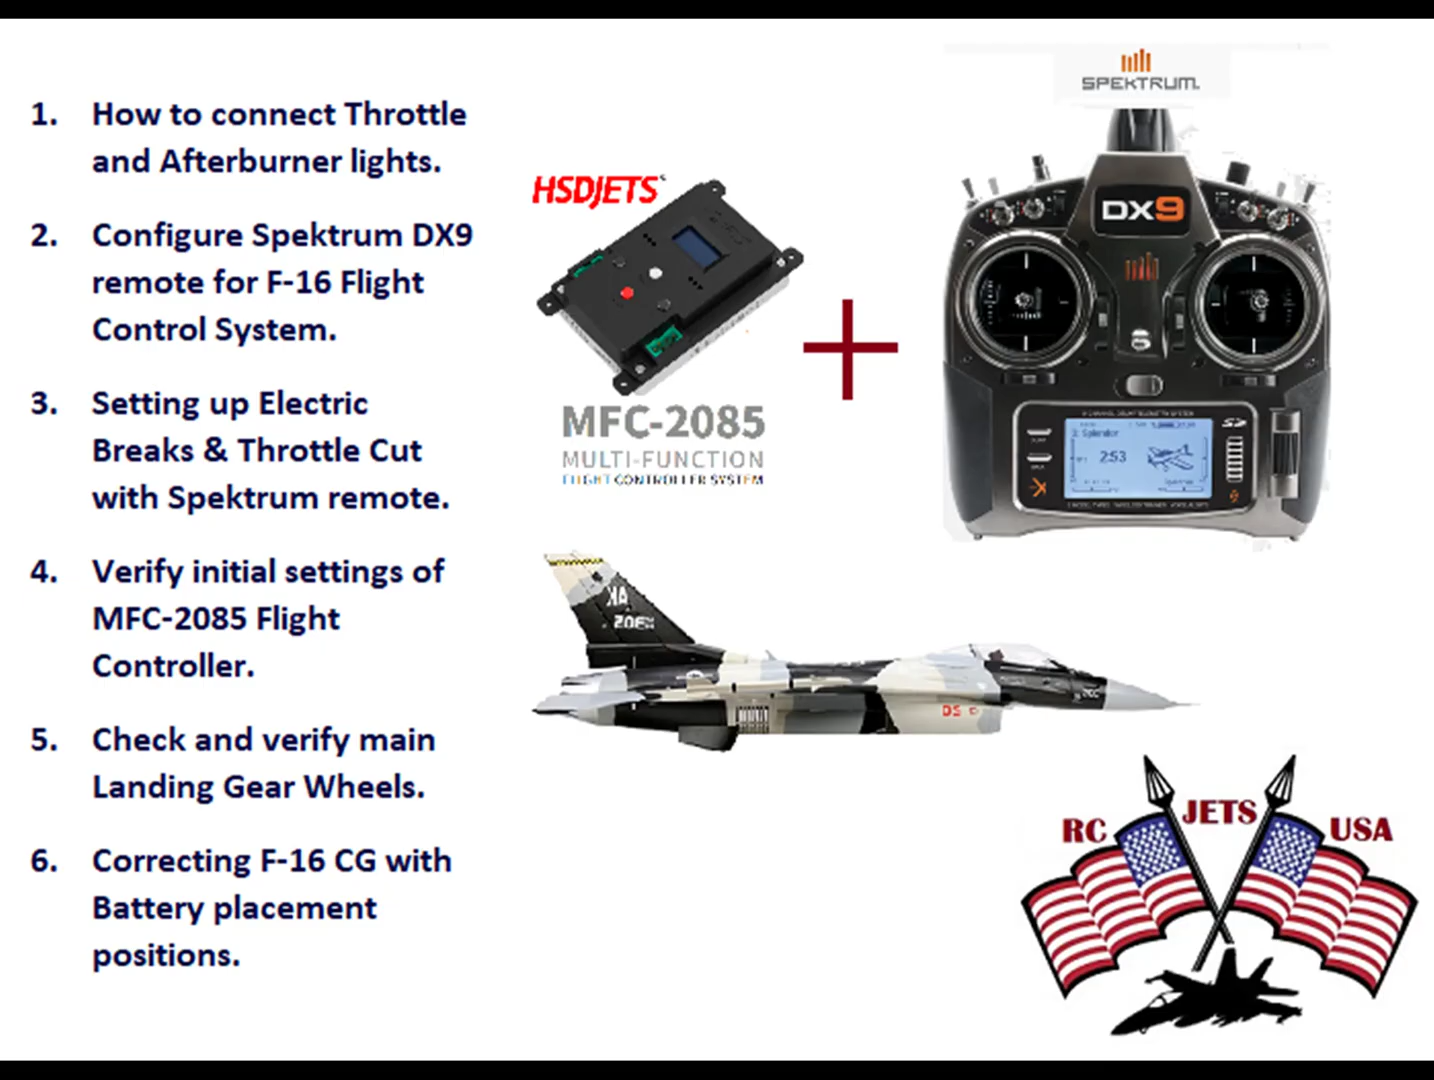 1. How to connect Throttle
and Afterburner lights.
2. Configure Spektrum DX9
remote for F-16 Flight
Control System.
3. Setting up Electric
Breaks & Throttle Cut
with Spektrum remote.
4. Verify initial settings of
MFC-2085 Flight
Controller.
5. Check and verify main
Landing Gear Wheels.
6. Correcting F-16 CG with
Battery placement
positions.
HSDJETS
MFC-2085
MULTI-FUNCTION
FLIGHT CONTROLLER SYSTEM
SPEKTRUM
DX9
253
DS
RC JETS USA